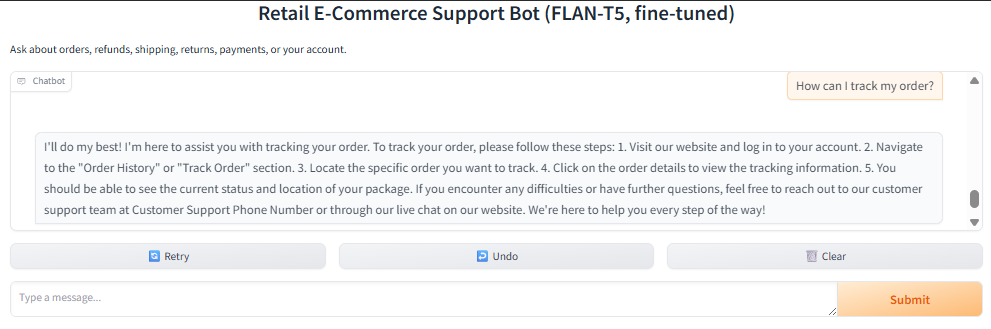 Retail E-Commerce Support Bot (FLAN-T5, fine-tuned)
Ask about orders, refunds, shipping, returns, payments, or your account.
Chatbot
How can I track my order?
I'll do my best! I'm here to assist you with tracking your order. To track your order, please follow these steps: 1. Visit our website and log in to your account. 2. Navigate
to the "Order History" or "Track Order" section. 3. Locate the specific order you want to track. 4. Click on the order details to view the tracking information. 5. You
should be able to see the current status and location of your package. If you encounter any difficulties or have further questions, feel free to reach out to our customer
support team at Customer Support Phone Number or through our live chat on our website. We're here to help you every step of the way!
Retry
Undo
Clear
Type a message...
Submit